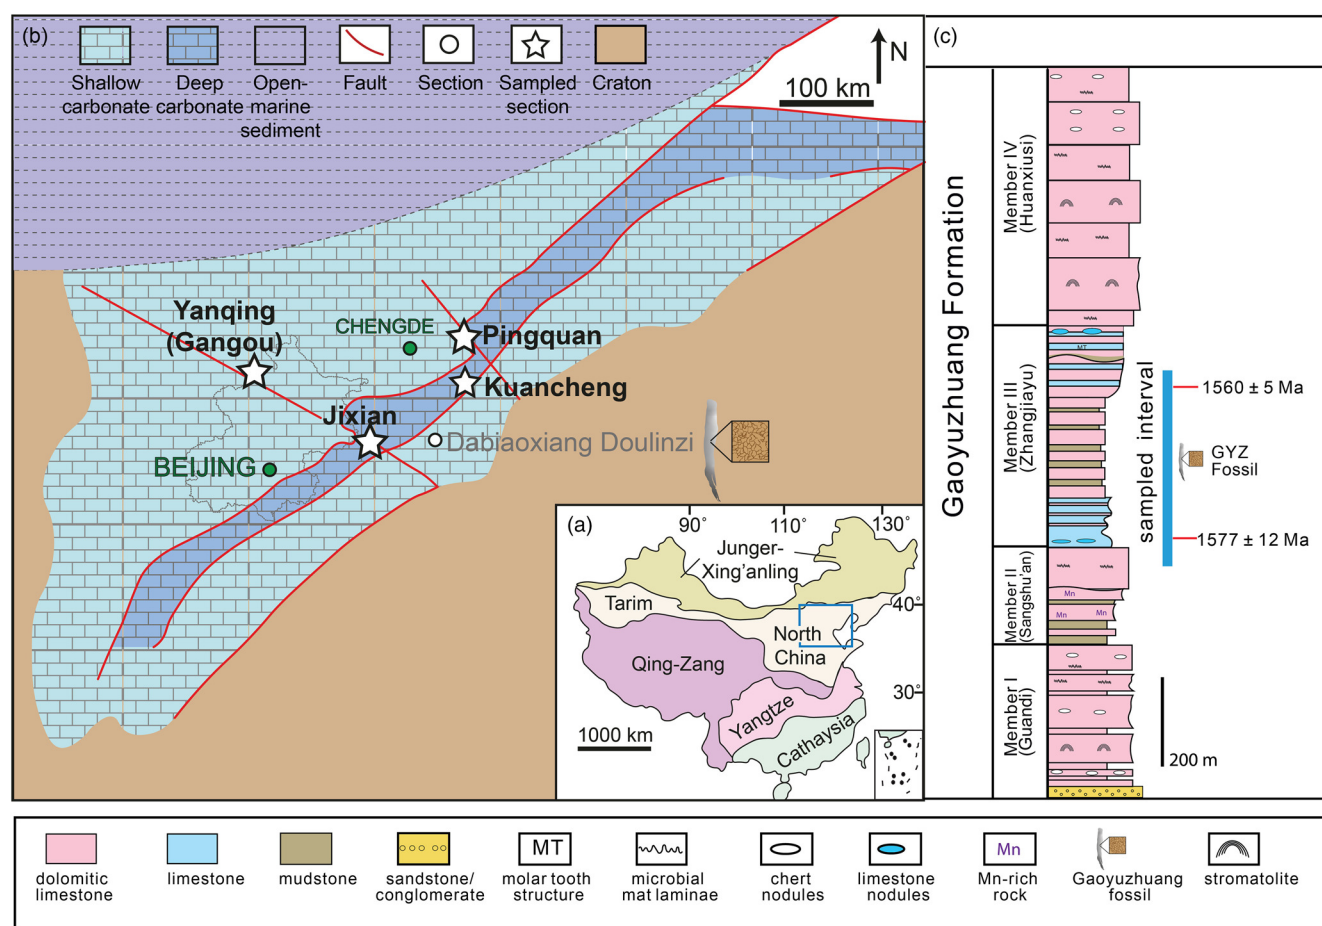 (b)
Shallow
carbonate
Deep
carbonate
Open-
marine
sediment
Fault
Section
Sampled
section
Craton
N
100 km
Yanqing
(Gangou)
CHENGDE
Pingquan
Kuancheng
Jixian
Dabiaoxiang Doulinzi
BEIJING
(a)
90°
110°
130°
Junger-
Xing'anling
Tarim
40°
North
China
Qing-Zang
30°
Yangtze
Cathaysia
1000 km
(c)
Gaoyuzhuang Formation
Member IV
(Huanxiusi)
Member III
(Zhangjiayu)
Member II
(Sangshu'an)
Member I
(Guandi)
MT
Mn
Mn
Mn
sampled interval
1560 ± 5 Ma
GYZ
Fossil
1577 ± 12 Ma
200 m
dolomitic
limestone
limestone
mudstone
sandstone/
conglomerate
MT
molar tooth
structure
microbial
mat laminae
chert
nodules
limestone
nodules
Mn
Mn-rich
rock
Gaoyuzhuang
fossil
stromatolite